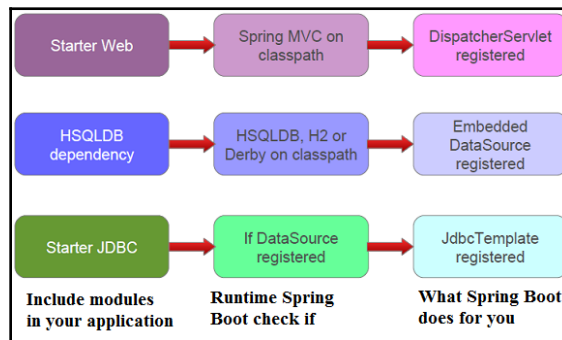 Starter Web
Spring MVC on
classpath
DispatcherServlet
registered
HSQLDB
dependency
HSQLDB, H2 or
Derby on classpath
Embedded
DataSource
registered
Starter JDBC
If DataSource
registered
JdbcTemplate
registered
Include modules
in your application
Runtime Spring
Boot check if
What Spring Boot
does for you